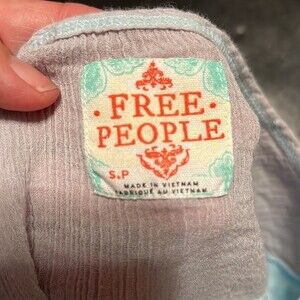 FREE
PEOPLE
S.P
MADE IN VIETNAM
FABRIQUÉ AU VIETNAM